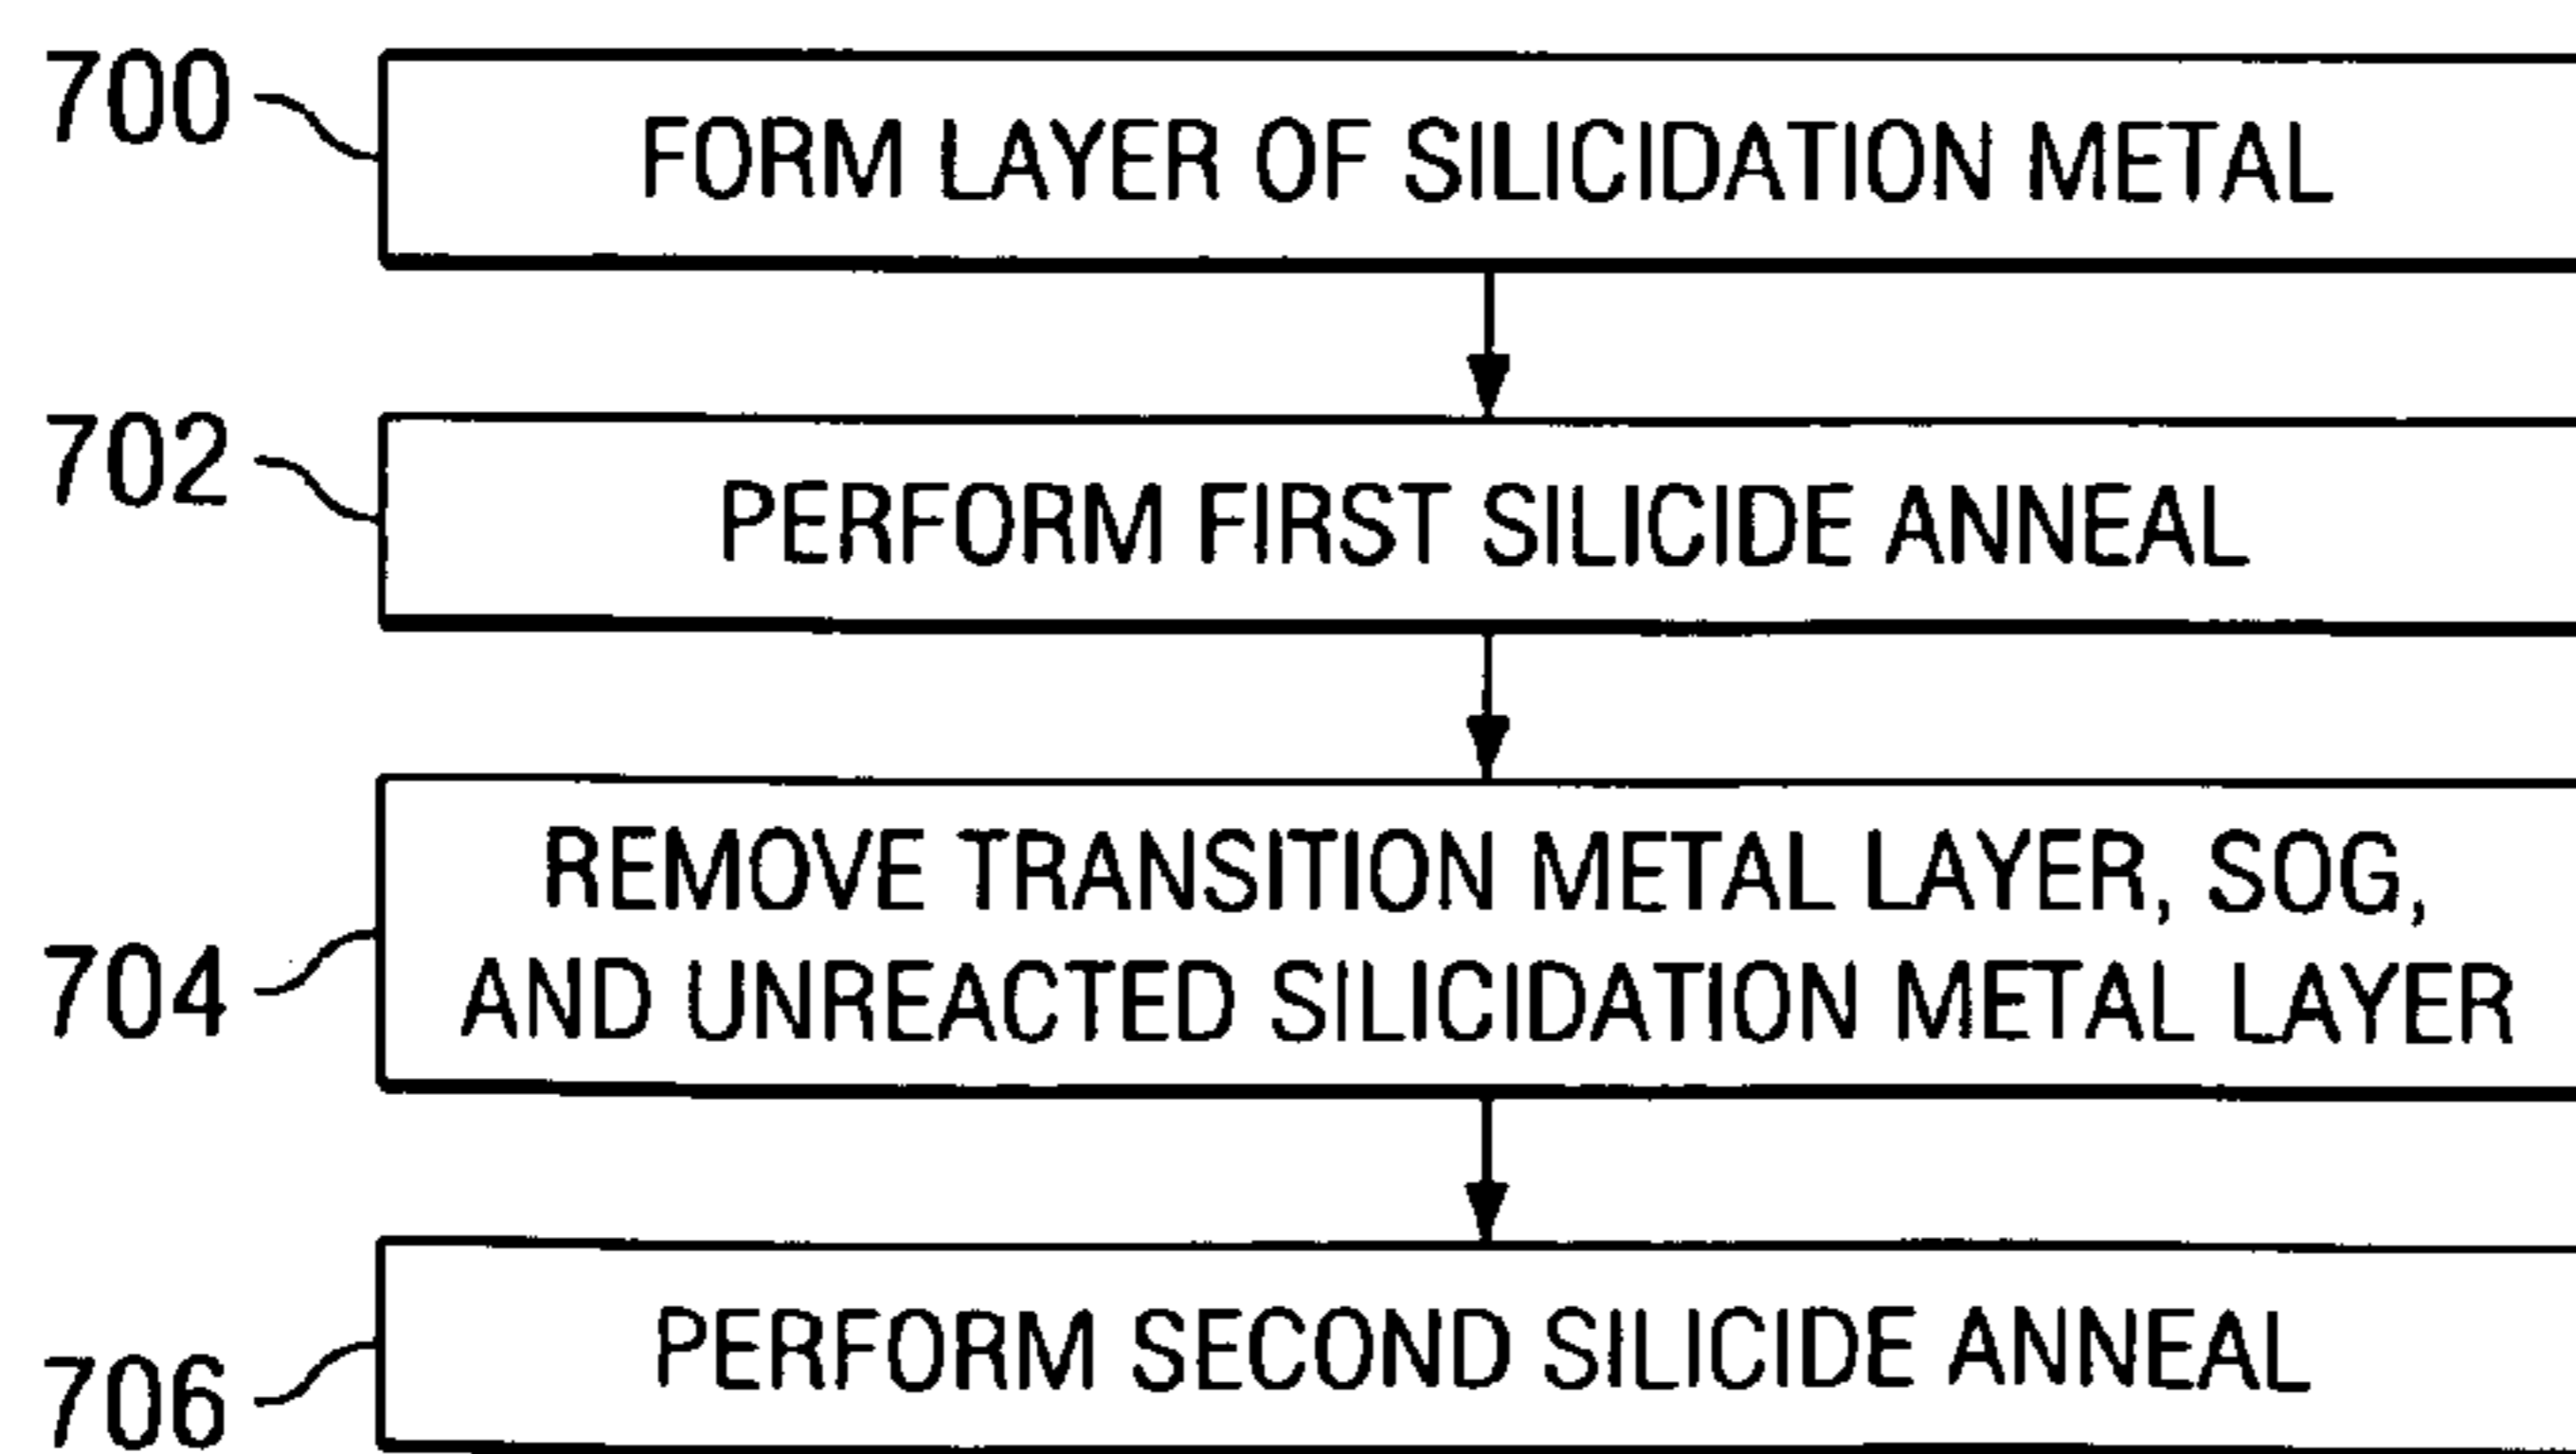 700
FORM LAYER OF SILICIDATION METAL
702
PERFORM FIRST SILICIDE ANNEAL
704
REMOVE TRANSITION METAL LAYER, SOG,
AND UNREACTED SILICIDATION METAL LAYER
706
PERFORM SECOND SILICIDE ANNEAL